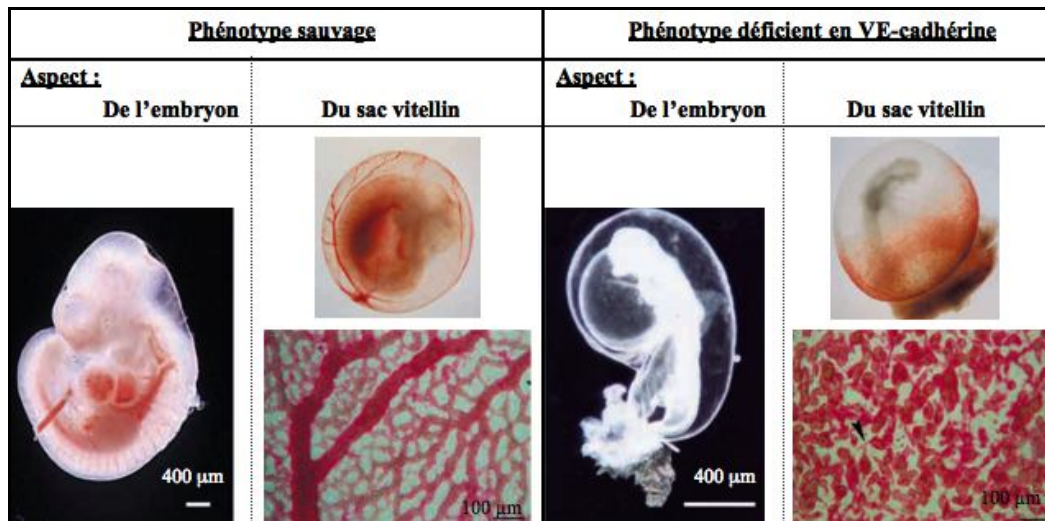 Phénotype sauvage
Phénotype déficient en VE-cadhérine
Aspect :
De l'embryon
Du sac vitellin
Aspect :
De l'embryon
Du sac vitellin
400 µm
100 µm
400 µm
100 µm